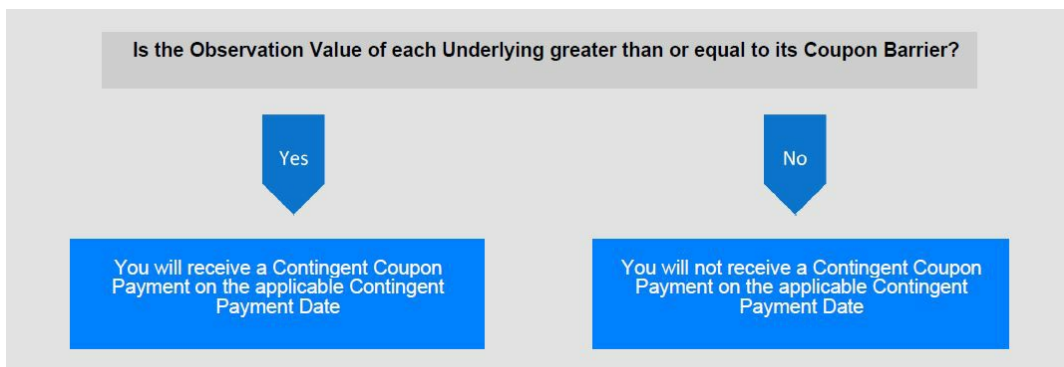 Is the Observation Value of each Underlying greater than or equal to its Coupon Barrier?
Yes
No
You will receive a Contingent Coupon
Payment on the applicable Contingent
Payment Date
You will not receive a Contingent Coupon
Payment on the applicable Contingent
Payment Date